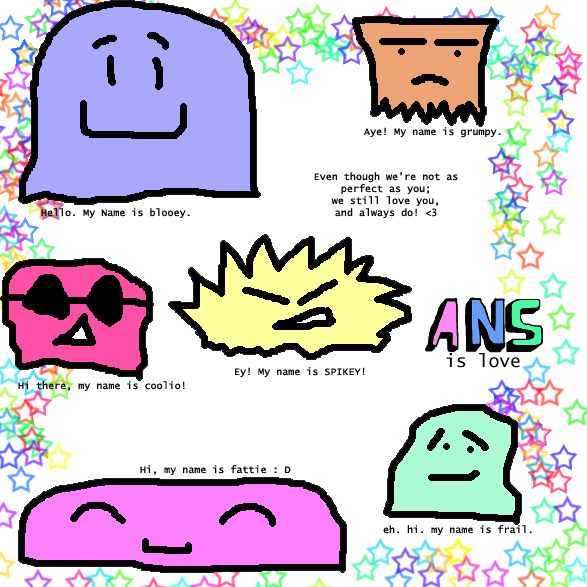 Aye! My name is grumpy.
Even though we're not as
perfect as you;
we still love you,
and always do! <3
Hello. My Name is blooey.
ANS
is love
Ey! My name is SPIKEY!
Hi there, my name is coolio!
Hi, my name is fattie : D
eh. hi. my name is frail.